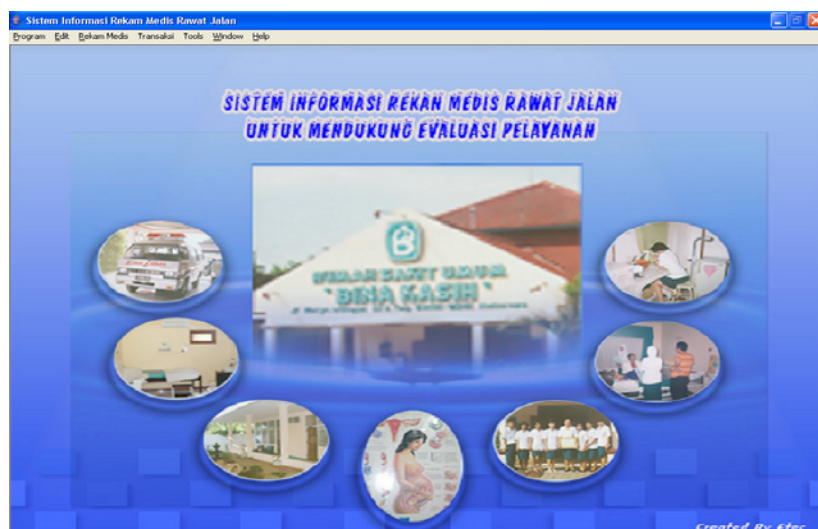 Sistem Informasi Rekam Medis Rawat Jalan
Program Edit Rekam Medis Transaksi Tools Window Help
SISTEM INFORMASI REKAN MEDIS RAWAT JALAN
UNTUK MENDUKUNG EVALUASI PELAYANAN
RUMAH SAKIT UMUM
"BINA KASIH"
Created By Etec